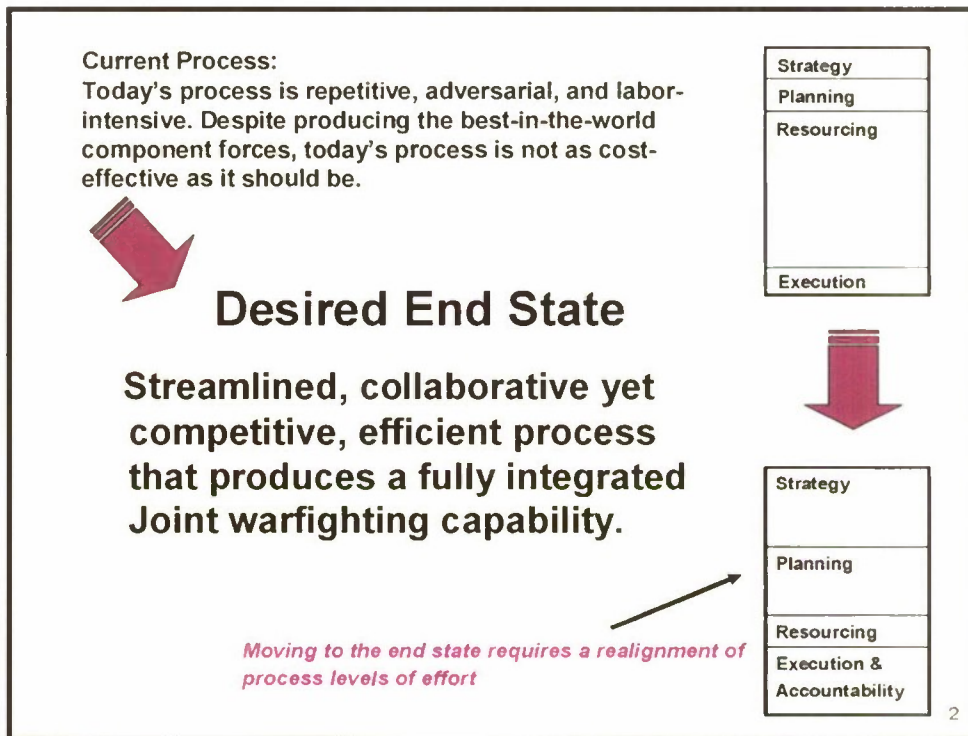 Current Process:
Today's process is repetitive, adversarial, and labor-
intensive. Despite producing the best-in-the-world
component forces, today's process is not as cost-
effective as it should be.
Desired End State
Streamlined, collaborative yet
competitive, efficient process
that produces a fully integrated
Joint warfighting capability.
Moving to the end state requires a realignment of
process levels of effort
Strategy
Planning
Resourcing
Execution
Strategy
Planning
Resourcing
Execution &
Accountability
2